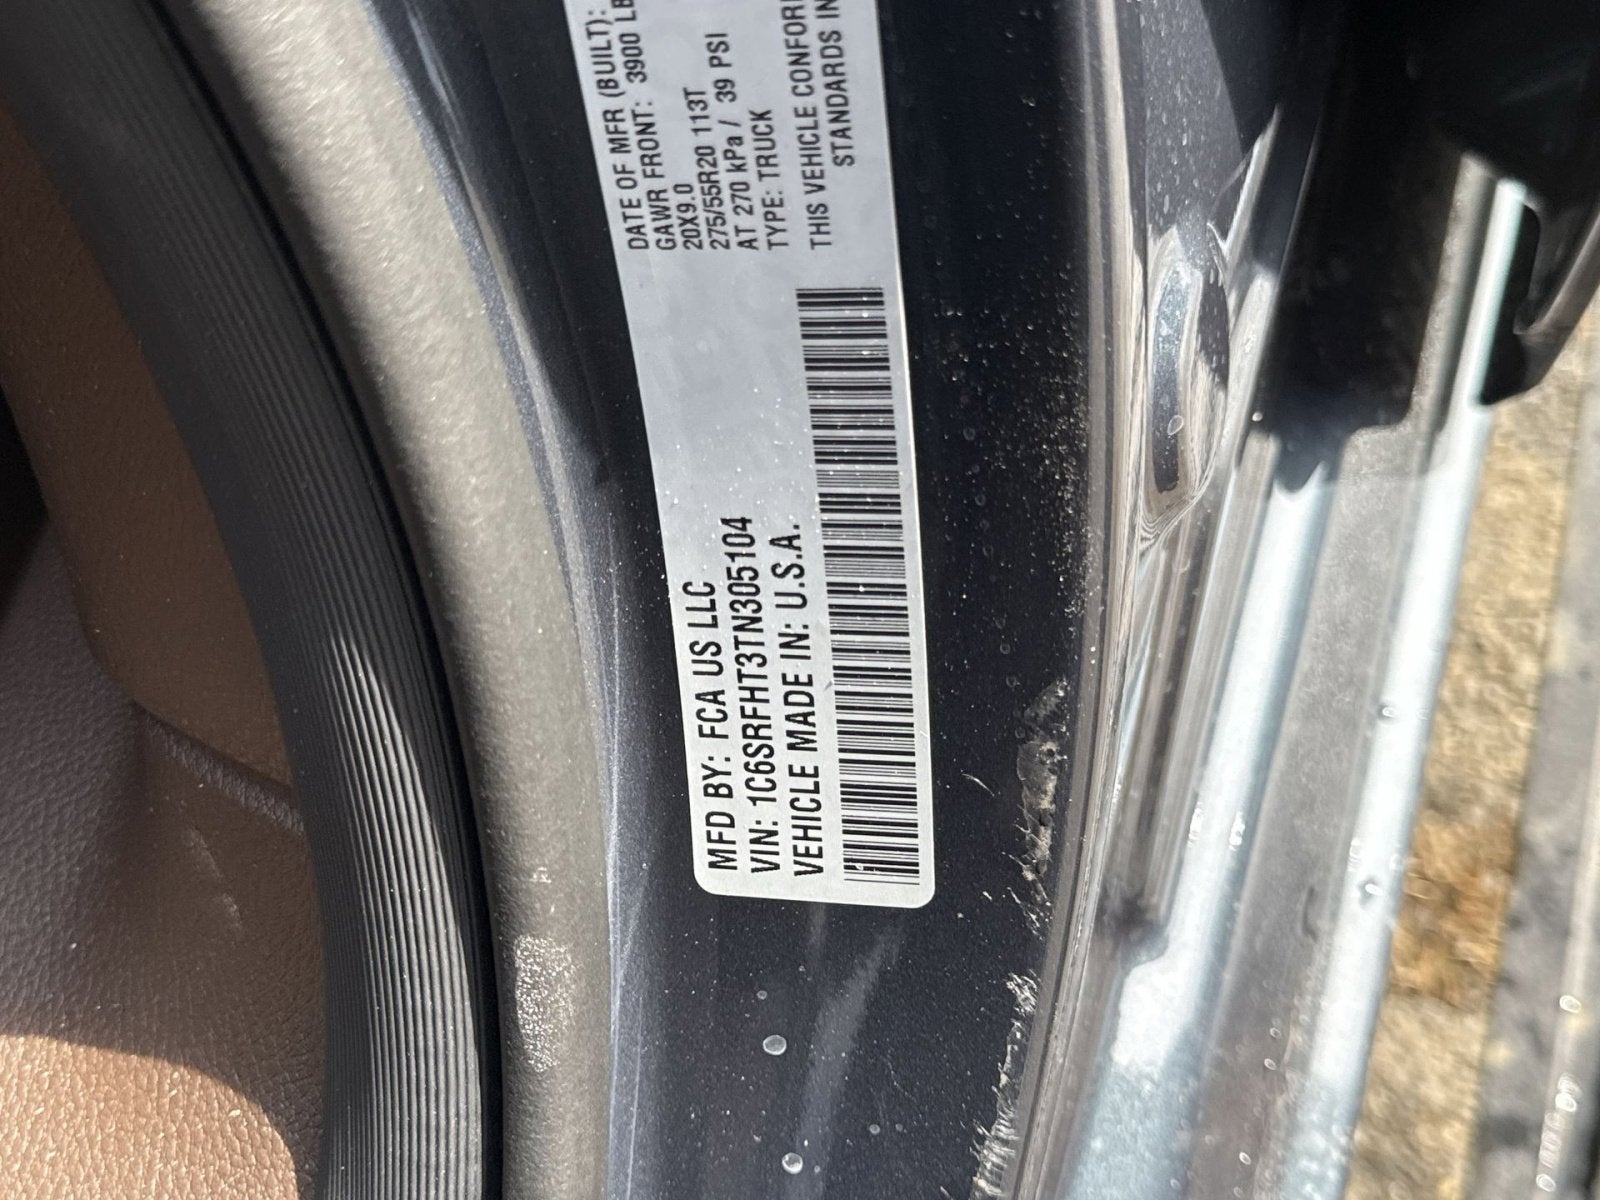 MFD BY: FCA US LLC
VIN: 1C6SRFHT3TN305104
VEHICLE MADE IN: U.S.A.
DATE OF MFR (BUILT):
GAWR FRONT: 3900 LB
20X9.0
275/55R20 113T
AT 270 kPa / 39 PSI
TYPE: TRUCK
THIS VEHICLE CONFOR
STANDARDS IN